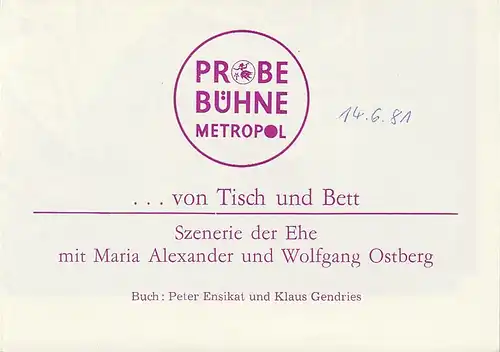 PROBE
BÜHNE
METROPOL
14.6.81
. . . von Tisch und Bett
Szenerie der Ehe
mit Maria Alexander und Wolfgang Ostberg
Buch: Peter Ensikat und Klaus Gendries